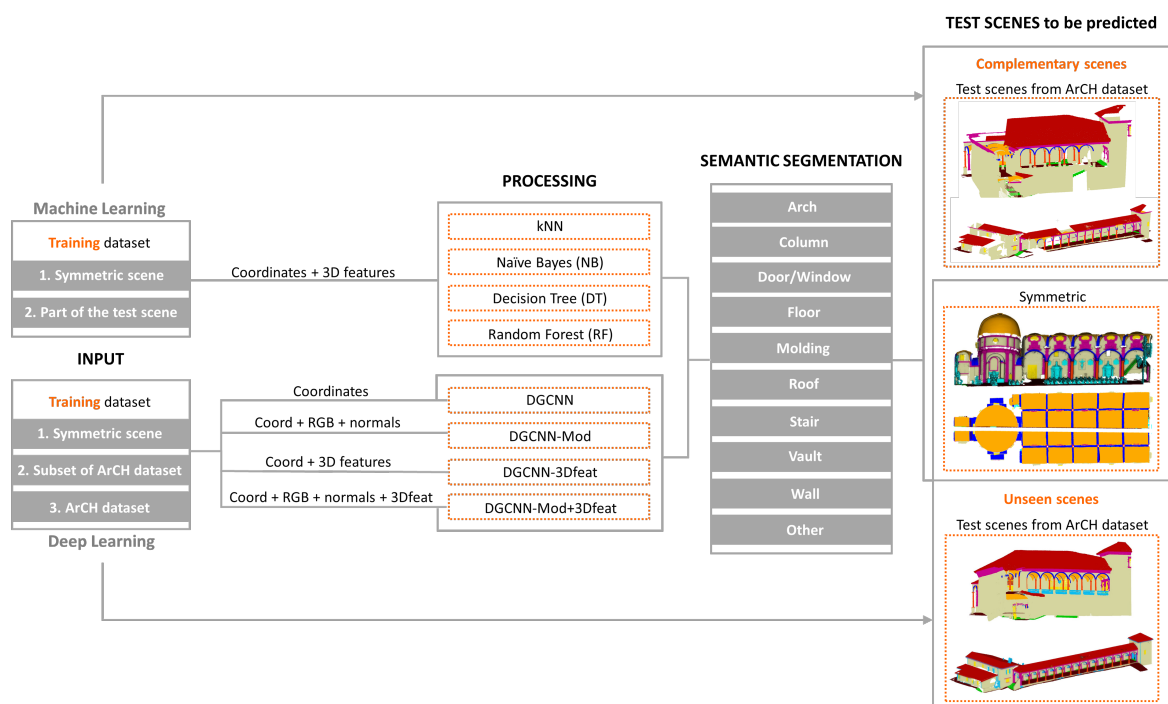 TEST SCENES to be predicted
Complementary scenes
Test scenes from ArCH dataset
SEMANTIC SEGMENTATION
PROCESSING
Machine Learning
Training dataset
1. Symmetric scene
2. Part of the test scene
Coordinates + 3D features
kNN
Naïve Bayes (NB)
Decision Tree (DT)
Random Forest (RF)
INPUT
Training dataset
1. Symmetric scene
2. Subset of ArCH dataset
3. ArCH dataset
Deep Learning
Coordinates
Coord + RGB + normals
Coord + 3D features
Coord + RGB + normals + 3Dfeat
DGCNN
DGCNN-Mod
DGCNN-3Dfeat
DGCNN-Mod+3Dfeat
Arch
Column
Door/Window
Floor
Molding
Roof
Stair
Vault
Wall
Other
Symmetric
Unseen scenes
Test scenes from ArCH dataset